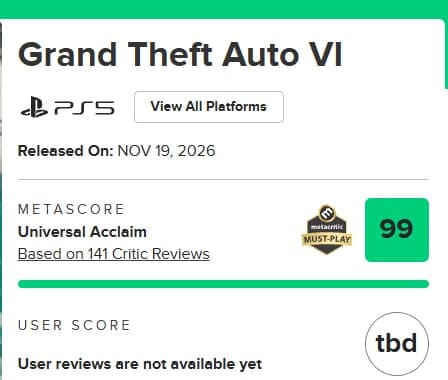 Grand Theft Auto VI
PS5 View All Platforms
Released On: NOV 19, 2026
METASCORE
Universal Acclaim
Based on 141 Critic Reviews
metacritic
MUST-PLAY
99
USER SCORE
User reviews are not available yet
tbd